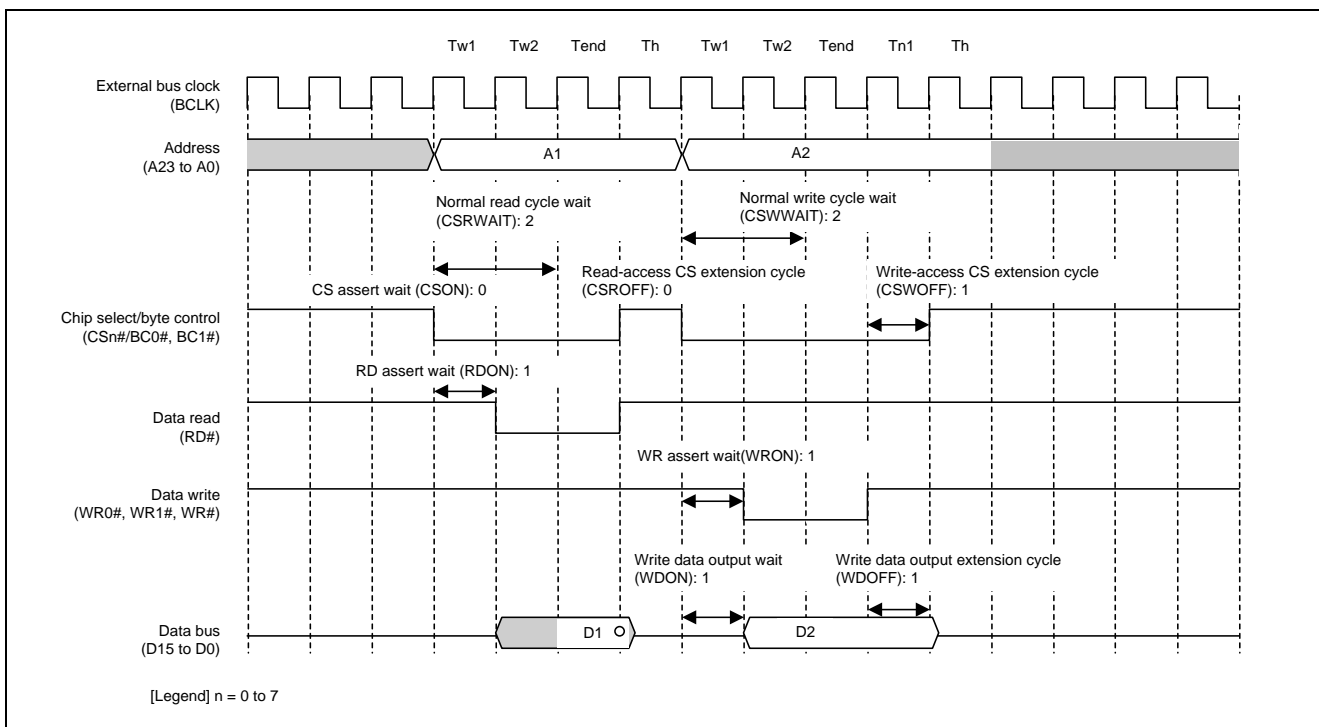 Tw1 Tw2 Tend Th Tw1 Tw2 Tend Tn1 Th
External bus clock
(BCLK)
Address
(A23 to A0)
A1
A2
Normal read cycle wait
(CSRWAIT): 2
Normal write cycle wait
(CSWWAIT): 2
CS assert wait (CSON): 0
Read-access CS extension cycle
(CSROFF): 0
Write-access CS extension cycle
(CSWOFF): 1
Chip select/byte control
(CSn#/BC0#, BC1#)
RD assert wait (RDON): 1
Data read
(RD#)
WR assert wait(WRON): 1
Data write
(WR0#, WR1#, WR#)
Write data output wait
(WDON): 1
Write data output extension cycle
(WDOFF): 1
Data bus
(D15 to D0)
D1
D2
[Legend] n = 0 to 7